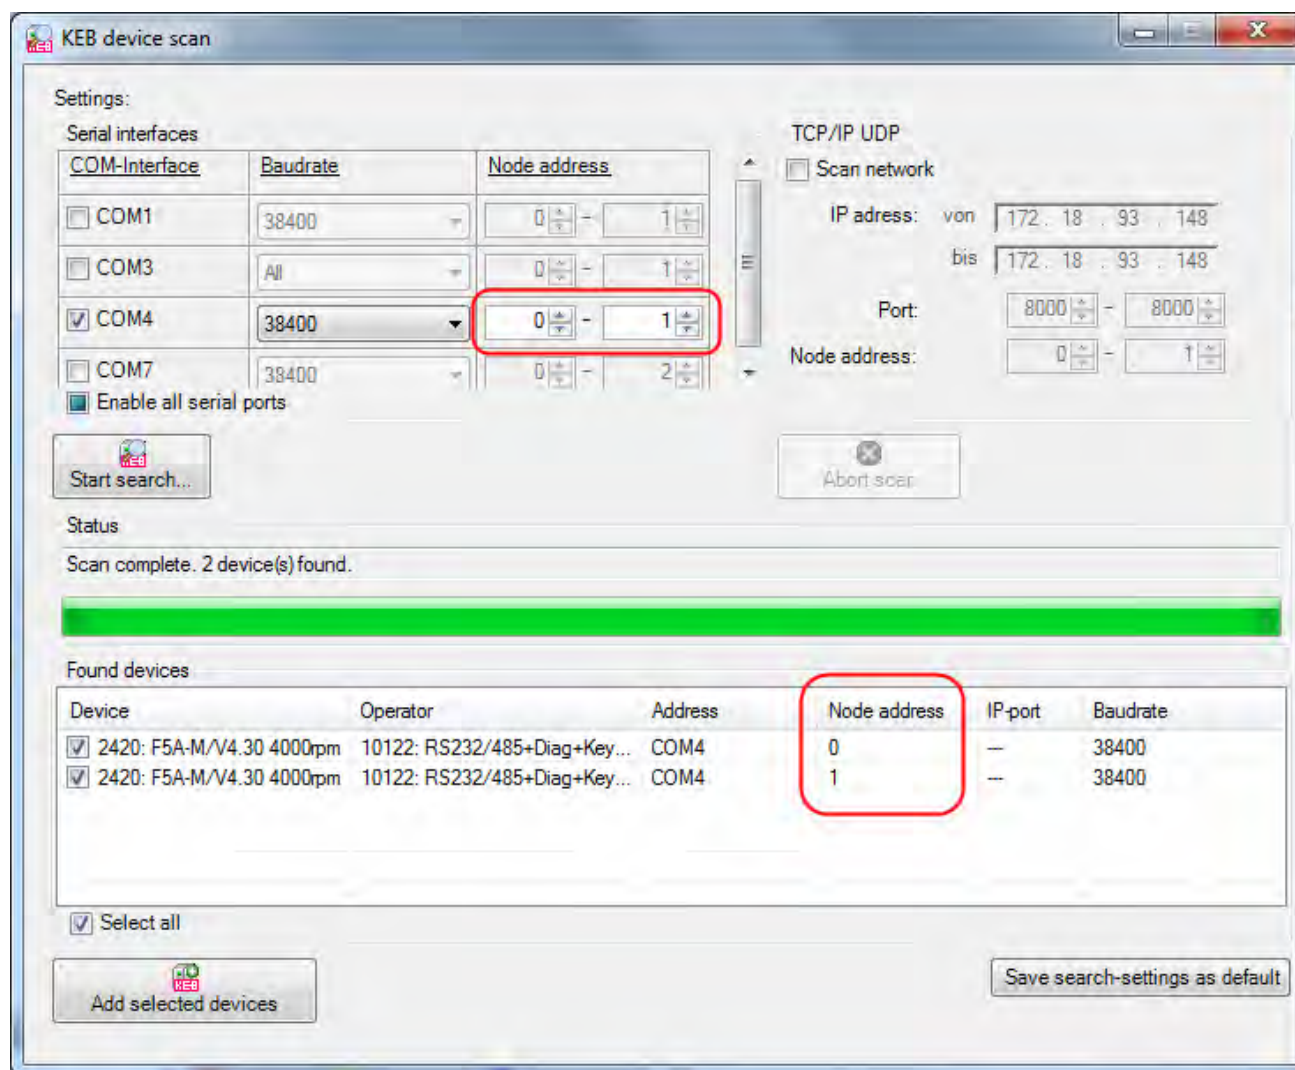 KEB device scan
Settings:
Serial interfaces
COM-Interface Baudrate Node address
COM1 38400 0 - 1
COM3 All 0 - 1
COM4 38400 0 - 1
COM7 38400 0 - 2
Enable all serial ports
TCP/IP UDP
Scan network
IP adress: von 172 . 18 . 93 . 148
bis 172 . 18 . 93 . 148
Port: 8000 - 8000
Node address: 0 - 1
KEB
Start search...
Abort scan
Status
Scan complete. 2 device(s) found.
Found devices
Device Operator Address Node address IP-port Baudrate
2420: F5A-M/V4.30 4000rpm 10122: RS232/485+Diag+Key... COM4 0 --- 38400
2420: F5A-M/V4.30 4000rpm 10122: RS232/485+Diag+Key... COM4 1 --- 38400
Select all
KEB
Add selected devices
Save search-settings as default